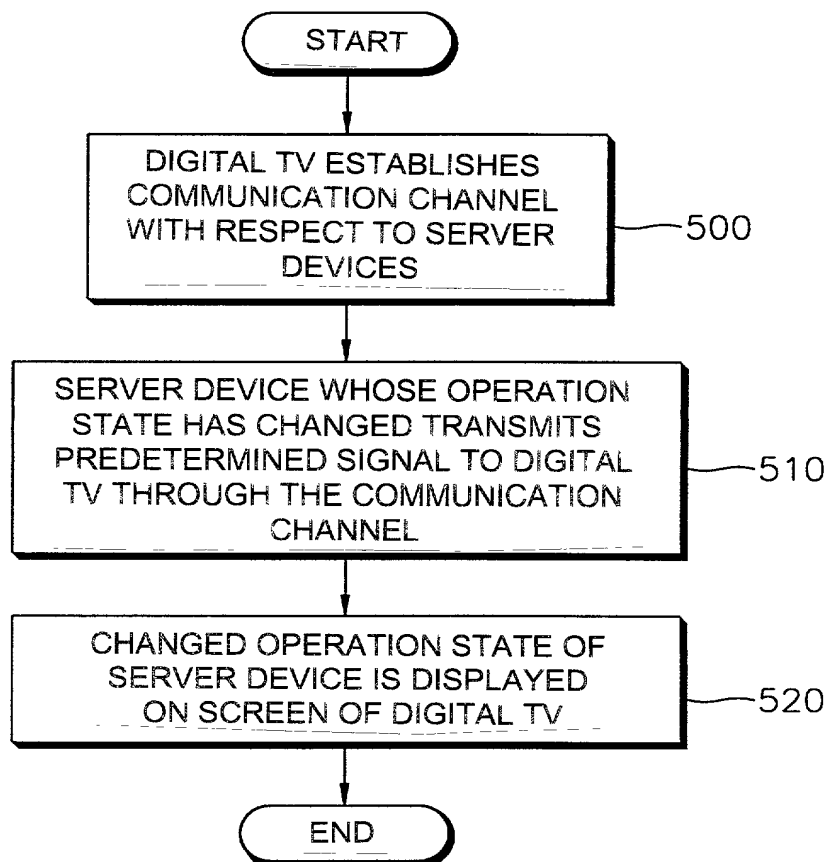 START
DIGITAL TV ESTABLISHES
COMMUNICATION CHANNEL
WITH RESPECT TO SERVER
DEVICES
500
SERVER DEVICE WHOSE OPERATION
STATE HAS CHANGED TRANSMITS
PREDETERMINED SIGNAL TO DIGITAL
TV THROUGH THE COMMUNICATION
CHANNEL
510
CHANGED OPERATION STATE OF
SERVER DEVICE IS DISPLAYED
ON SCREEN OF DIGITAL TV
520
END